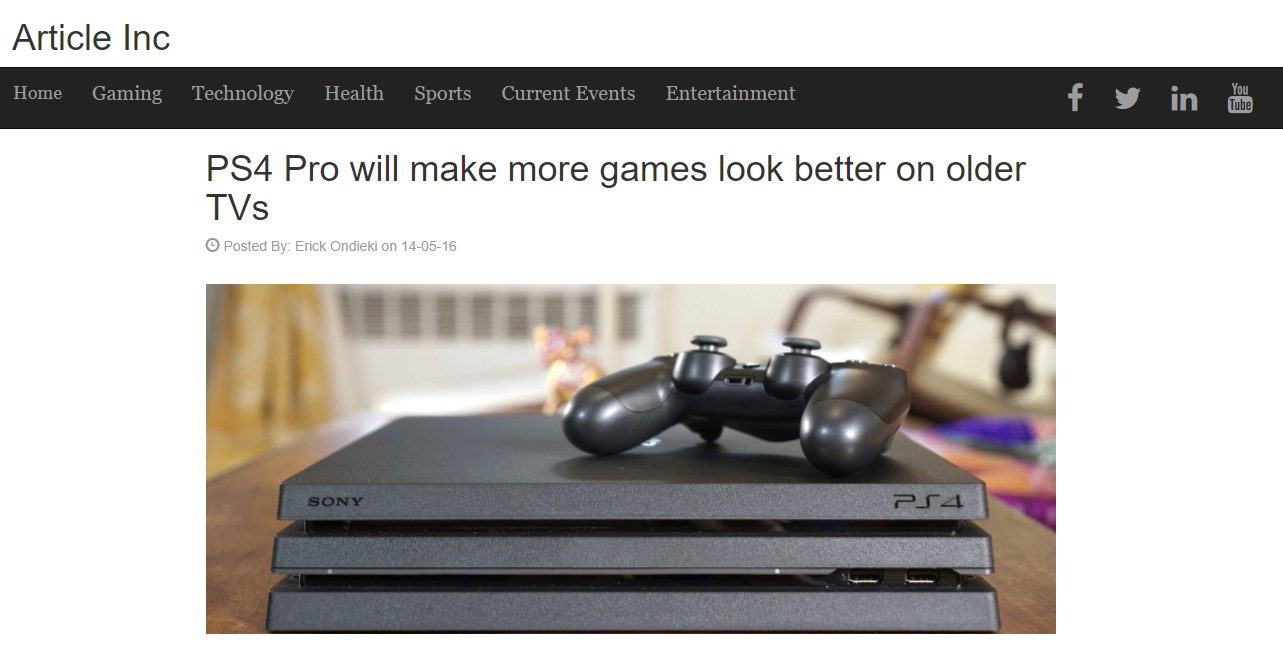 Article Inc
Home Gaming Technology Health Sports Current Events Entertainment
You
Tube
PS4 Pro will make more games look better on older
TVs
Posted By: Erick Ondieki on 14-05-16
SONY
PS4